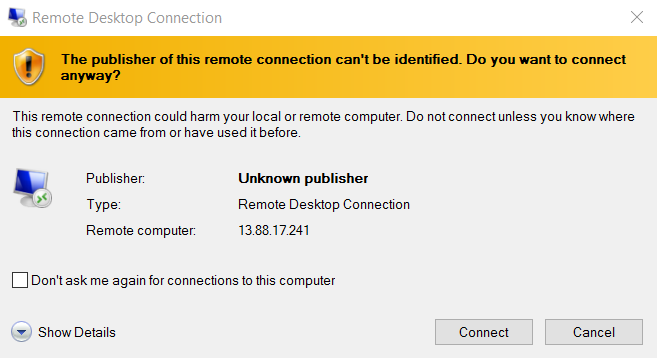 Remote Desktop Connection
The publisher of this remote connection can't be identified. Do you want to connect
anyway?
This remote connection could harm your local or remote computer. Do not connect unless you know where
this connection came from or have used it before.
Publisher: Unknown publisher
Type: Remote Desktop Connection
Remote computer: 13.88.17.241
Don't ask me again for connections to this computer
Show Details Connect Cancel